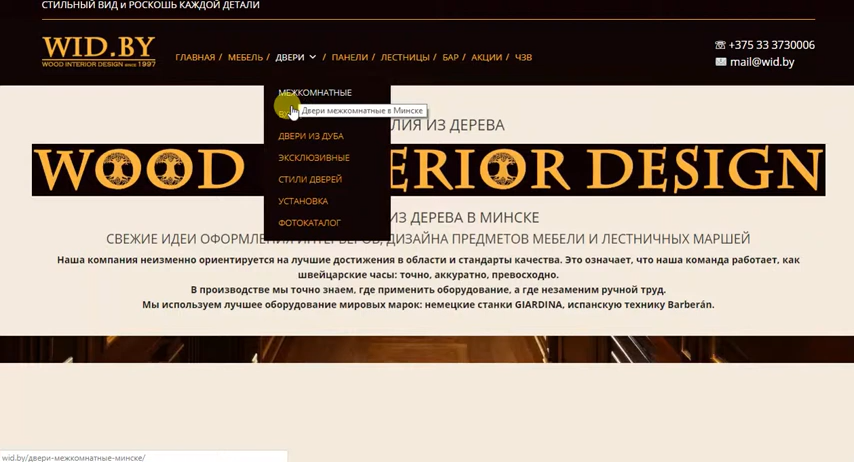 СТИЛЬНЫЙ ВИД и РОСКОШЬ КАЖДОЙ ДЕТАЛИ
WID.BY
WOOD INTERIOR DESIGN SINCE 1997
ГЛАВНАЯ / МЕБЕЛЬ / ДВЕРИ / ПАНЕЛИ / ЛЕСТНИЦЫ / БАР / АКЦИИ / ЧЗВ
+375 33 3730006
mail@wid.by
МЕЖКОМНАТНЫЕ
Двери межкомнатные в Минске
ДВЕРИ ИЗ ДУБА
ЭКСКЛЮЗИВНЫЕ
СТИЛИ ДВЕРЕЙ
УСТАНОВКА
ФОТОКАТАЛОГ
ИЗ ДЕРЕВА
WOOD ERIOR DESIGN
ИЗ ДЕРЕВА В МИНСКЕ
СВЕЖИЕ ИДЕИ ОФОРМЛЕНИЯ ИНТЕРЬЕРОВ, ДИЗАЙНА ПРЕДМЕТОВ МЕБЕЛИ И ЛЕСТНИЧНЫХ МАРШЕЙ
Наша компания неизменно ориентируется на лучшие достижения в области и стандарты качества. Это означает, что наша команда работает, как
швейцарские часы: точно, аккуратно, превосходно.
В производстве мы точно знаем, где применить оборудование, а где незаменим ручной труд.
Мы используем лучшее оборудование мировых марок: немецкие станки GIARDINA, испанскую технику Barberán.
wid.by/двери-межкомнатные-минске/